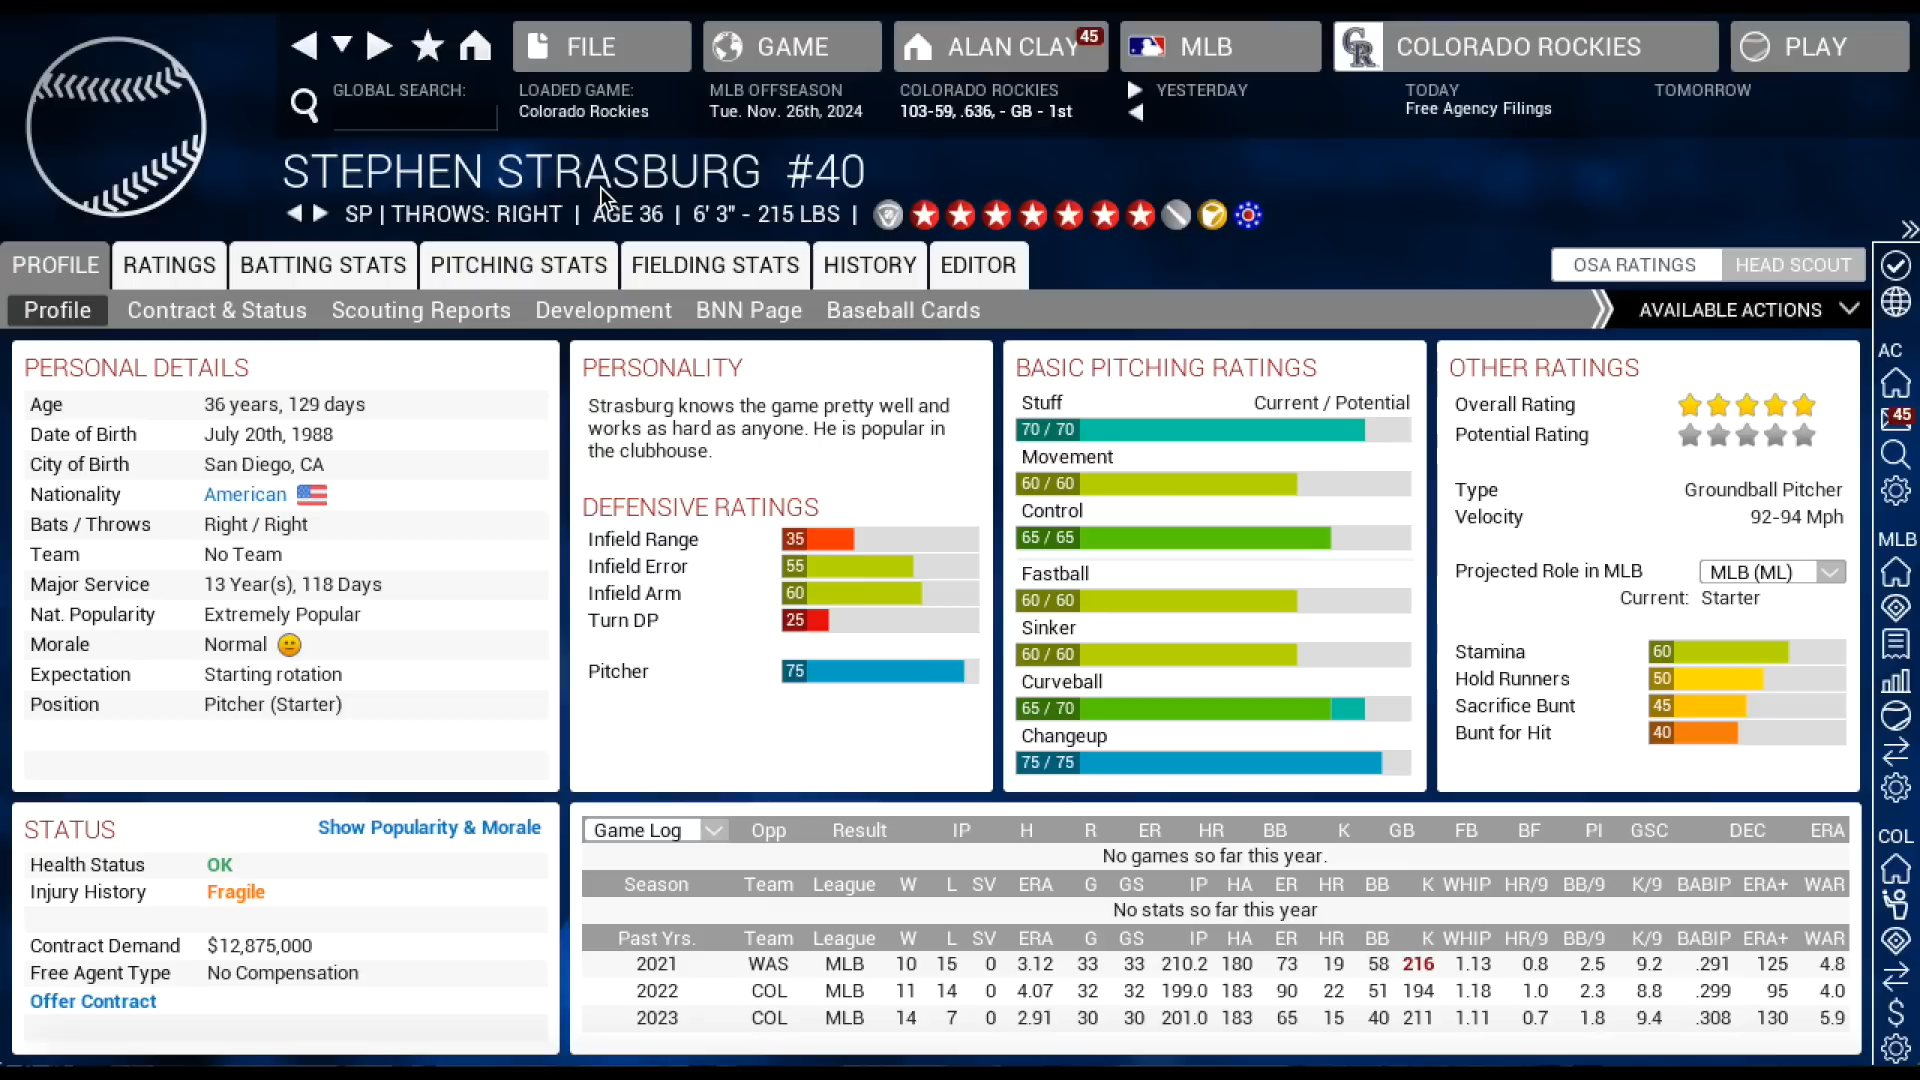 FILE
GAME
ALAN CLAY 45
MLB
COLORADO ROCKIES
PLAY
GLOBAL SEARCH:
LOADED GAME:
Colorado Rockies
MLB OFFSEASON
Tue. Nov. 26th, 2024
COLORADO ROCKIES
103-59, .636, - GB - 1st
YESTERDAY
TODAY
Free Agency Filings
TOMORROW
STEPHEN STRASBURG #40
SP | THROWS: RIGHT | AGE 36 | 6' 3" - 215 LBS |
PROFILE RATINGS BATTING STATS PITCHING STATS FIELDING STATS HISTORY EDITOR
OSA RATINGS HEAD SCOUT
Profile Contract & Status Scouting Reports Development BNN Page Baseball Cards
AVAILABLE ACTIONS
PERSONAL DETAILS
Age 36 years, 129 days
Date of Birth July 20th, 1988
City of Birth San Diego, CA
Nationality American
Bats / Throws Right / Right
Team No Team
Major Service 13 Year(s), 118 Days
Nat. Popularity Extremely Popular
Morale Normal
Expectation Starting rotation
Position Pitcher (Starter)
PERSONALITY
Strasburg knows the game pretty well and
works as hard as anyone. He is popular in
the clubhouse.
DEFENSIVE RATINGS
Infield Range 35
Infield Error 55
Infield Arm 60
Turn DP 25
Pitcher 75
BASIC PITCHING RATINGS
Stuff Current / Potential
70 / 70
Movement
60 / 60
Control
65 / 65
Fastball
60 / 60
Sinker
60 / 60
Curveball
65 / 70
Changeup
75 / 75
OTHER RATINGS
Overall Rating
Potential Rating
Type Groundball Pitcher
Velocity 92-94 Mph
Projected Role in MLB MLB (ML)
Current: Starter
Stamina 60
Hold Runners 50
Sacrifice Bunt 45
Bunt for Hit 40
STATUS Show Popularity & Morale
Health Status OK
Injury History Fragile
Contract Demand $12,875,000
Free Agent Type No Compensation
Offer Contract
Game Log Opp Result IP H R ER HR BB K GB FB BF PI GSC DEC ERA
No games so far this year.
Season Team League W L SV ERA G GS IP HA ER HR BB K WHIP HR/9 BB/9 K/9 BABIP ERA+ WAR
No stats so far this year
Past Yrs. Team League W L SV ERA G GS IP HA ER HR BB K WHIP HR/9 BB/9 K/9 BABIP ERA+ WAR
2021 WAS MLB 10 15 0 3.12 33 33 210.2 180 73 19 58 216 1.13 0.8 2.5 9.2 .291 125 4.8
2022 COL MLB 11 14 0 4.07 32 32 199.0 183 90 22 51 194 1.18 1.0 2.3 8.8 .299 95 4.0
2023 COL MLB 14 7 0 2.91 30 30 201.0 183 65 15 40 211 1.11 0.7 1.8 9.4 .308 130 5.9
AC
45
MLB
COL